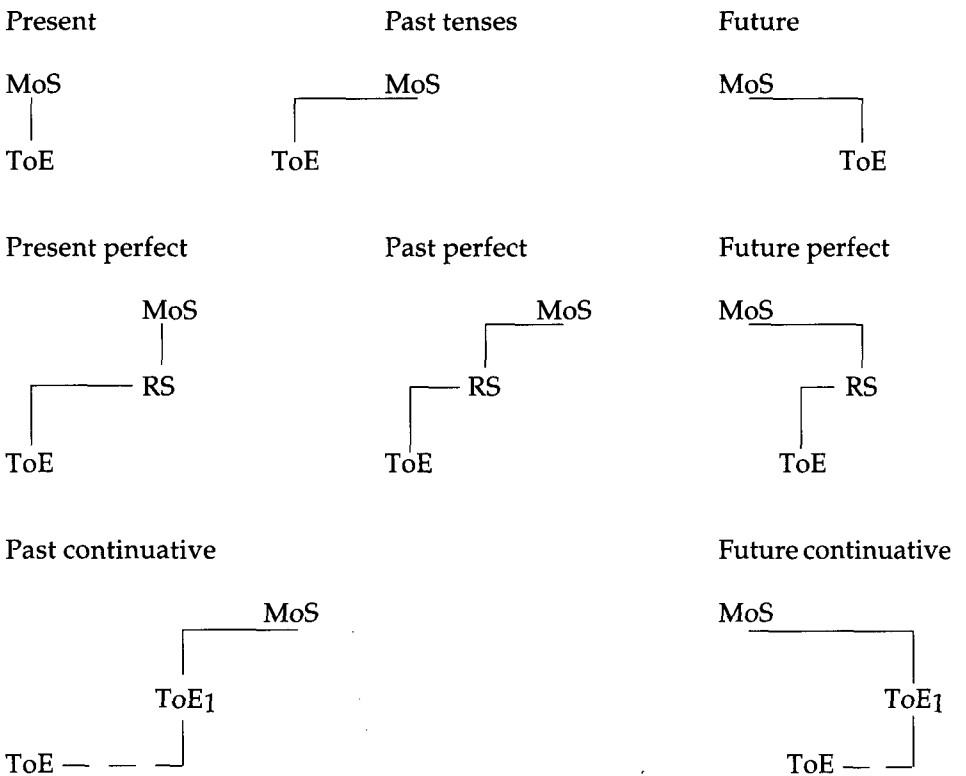 Present Past tenses Future
MoS MoS MoS
ToE ToE ToE
Present perfect Past perfect Future perfect
MoS MoS MoS
RS RS RS
ToE ToE ToE
Past continuative Future continuative
MoS MoS
ToE1 ToE1
ToE ToE